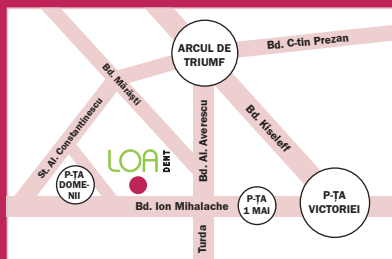 ARCUL DE
TRIUMF
Bd. C-tin Prezan
Bd. Mărăști
St. Al. Constantinescu
Bd. Kiseleff
Bd. Al. Averescu
LOA
DENT
P-ȚA
DOME-
NII
Bd. Ion Mihalache
P-ȚA
1 MAI
P-ȚA
VICTORIEI
Turda